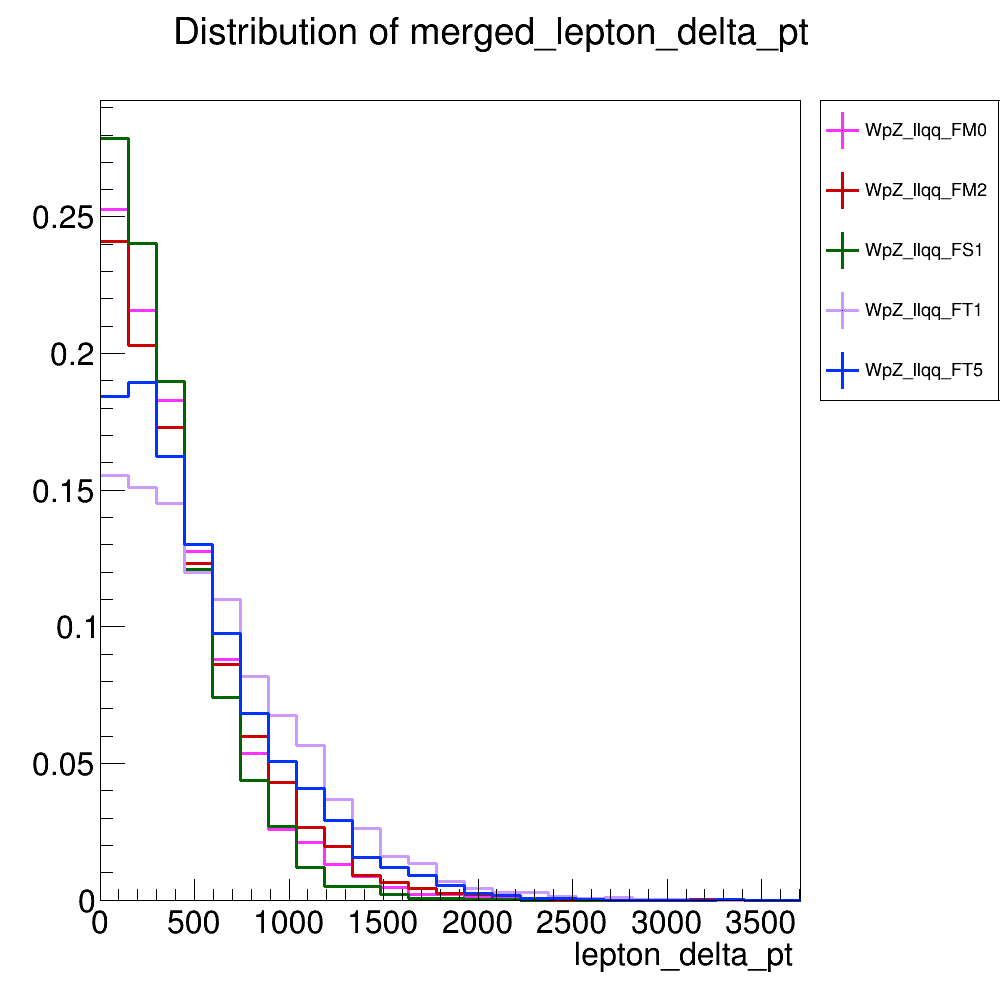 Distribution of merged_lepton_delta_pt
WpZ_llqq_FM0
WpZ_llqq_FM2
WpZ_llqq_FS1
WpZ_llqq_FT1
WpZ_llqq_FT5
0.25
0.2
0.15
0.1
0.05
0
0 500 1000 1500 2000 2500 3000 3500
lepton_delta_pt